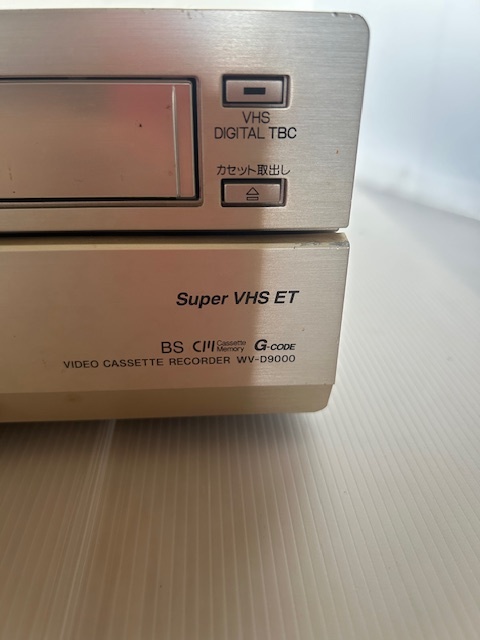 VHS
DIGITAL TBC
カセット取出し
Super VHS ET
BS CM Cassette Memory G-CODE
VIDEO CASSETTE RECORDER WV-D9000